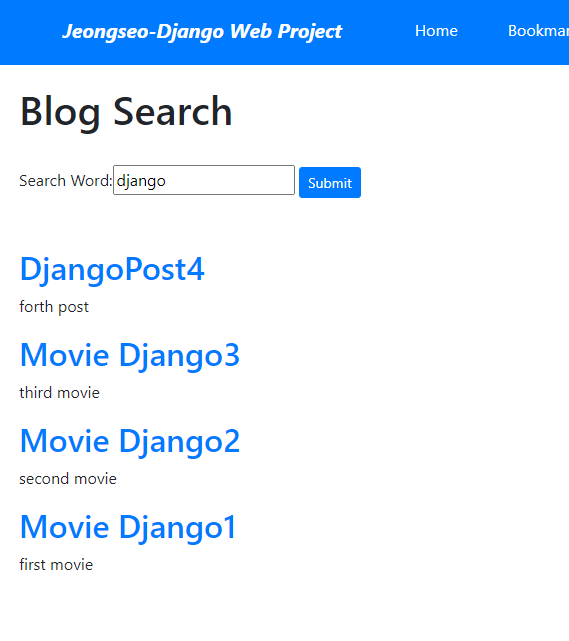 Jeongseo-Django Web Project Home Bookmar
Blog Search
Search Word: django Submit
DjangoPost4
forth post
Movie Django3
third movie
Movie Django2
second movie
Movie Django1
first movie